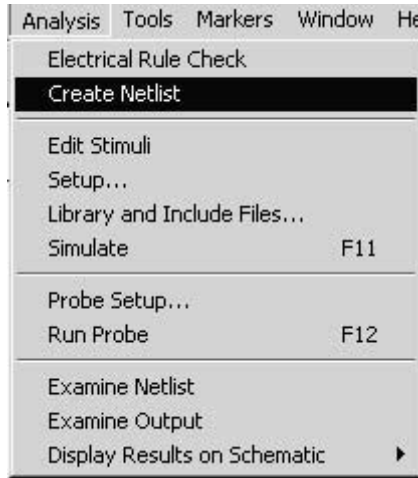 Analysis Tools Markers Window He
Electrical Rule Check
Create Netlist
Edit Stimuli
Setup...
Library and Include Files...
Simulate F11
Probe Setup...
Run Probe F12
Examine Netlist
Examine Output
Display Results on Schematic